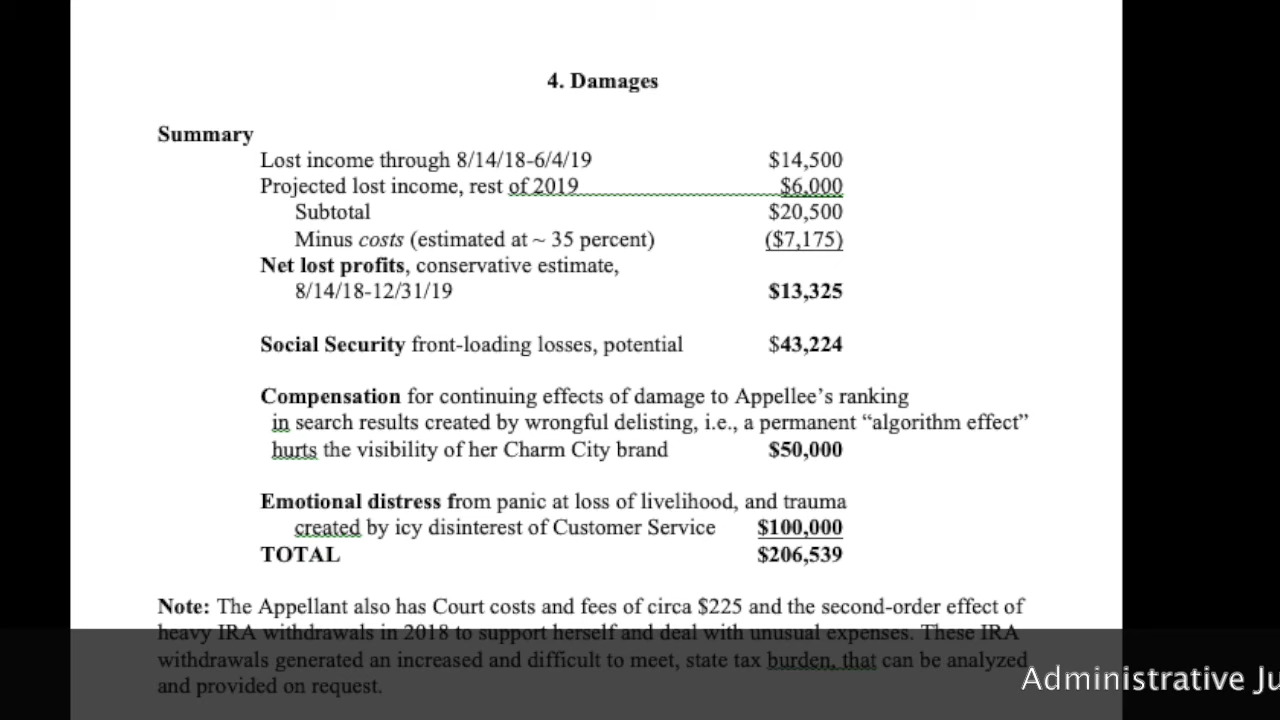 4. Damages
Summary
Lost income through 8/14/18-6/4/19 $14,500
Projected lost income, rest of 2019 $6,000
Subtotal $20,500
Minus costs (estimated at ~ 35 percent) ($7,175)
Net lost profits, conservative estimate,
8/14/18-12/31/19 $13,325
Social Security front-loading losses, potential $43,224
Compensation for continuing effects of damage to Appellee's ranking
in search results created by wrongful delisting, i.e., a permanent “algorithm effect”
hurts the visibility of her Charm City brand $50,000
Emotional distress from panic at loss of livelihood, and trauma
created by icy disinterest of Customer Service $100,000
TOTAL $206,539
Note: The Appellant also has Court costs and fees of circa $225 and the second-order effect of
heavy IRA withdrawals in 2018 to support herself and deal with unusual expenses. These IRA
withdrawals generated an increased and difficult to meet, state tax burden, that can be analyzed
and provided on request.
Administrative Ju